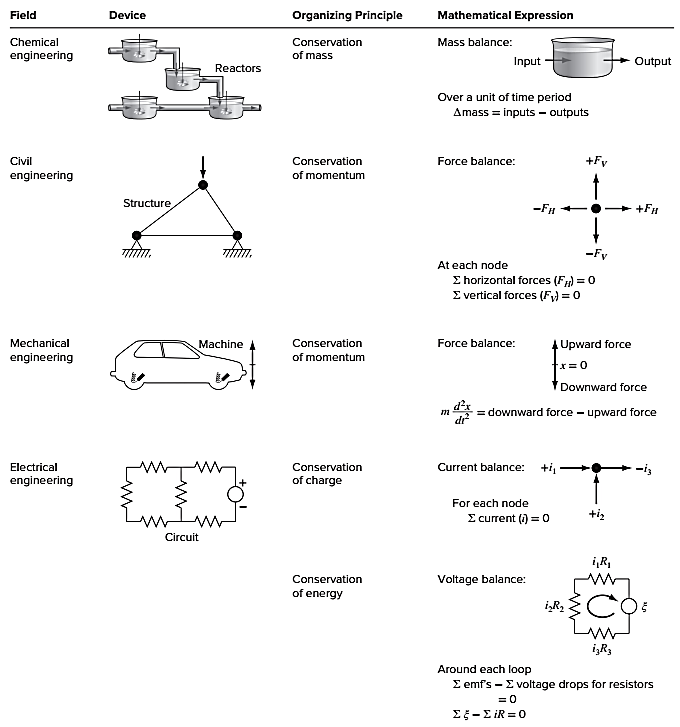 Field Device Organizing Principle Mathematical Expression
Chemical
engineering
Reactors
Conservation
of mass
Mass balance:
Input
Output
Over a unit of time period
Δmass = inputs − outputs
Civil
engineering
Structure
Conservation
of momentum
Force balance:
+F_V
−F_H
+F_H
−F_V
At each node
Σ horizontal forces (F_H) = 0
Σ vertical forces (F_V) = 0
Mechanical
engineering
Machine
Conservation
of momentum
Force balance:
Upward force
x = 0
Downward force
m d²x/dt² = downward force − upward force
Electrical
engineering
+
−
Circuit
Conservation
of charge
Current balance:
+i₁
−i₃
+i₂
For each node
Σ current (i) = 0
Conservation
of energy
Voltage balance:
i₁R₁
i₂R₂
ξ
i₃R₃
Around each loop
Σ emf's − Σ voltage drops for resistors
= 0
Σ ξ − Σ iR = 0